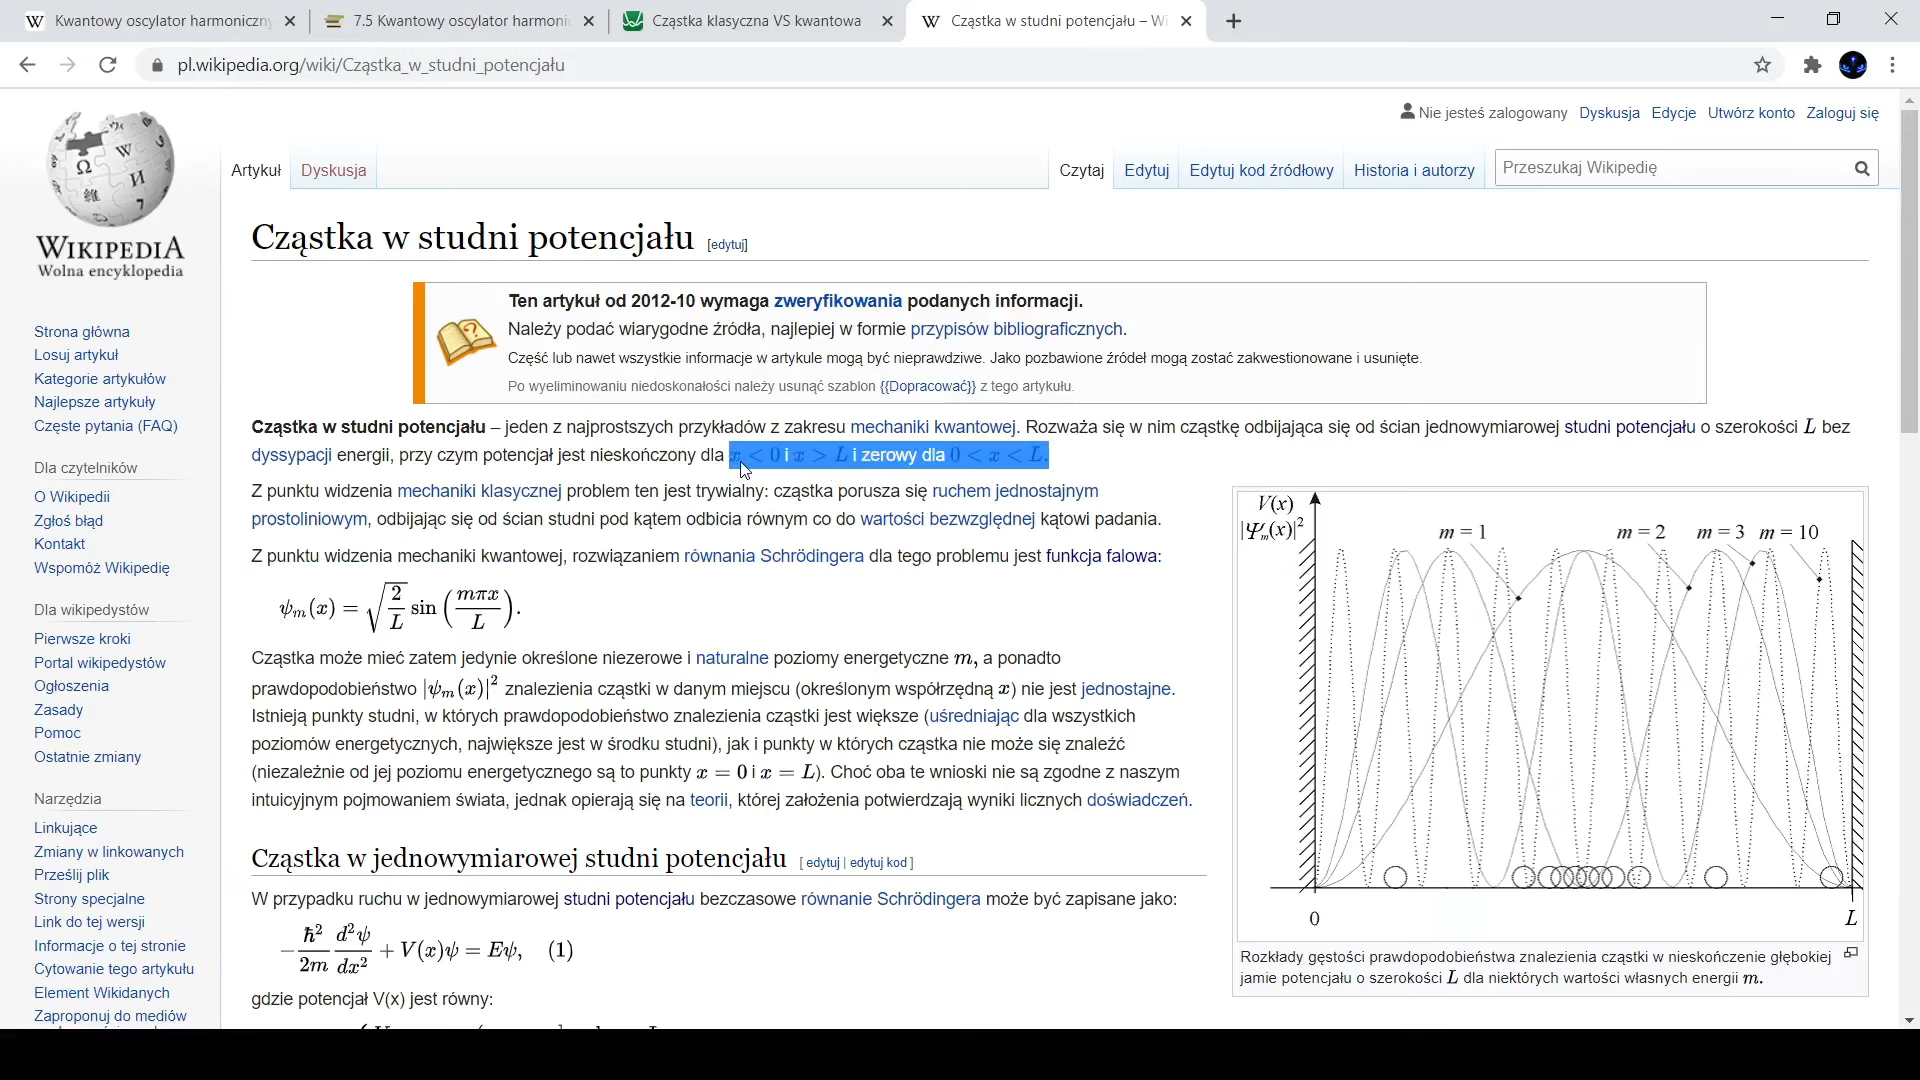 Kwantowy oscylator harmoniczny
7.5 Kwantowy oscylator harmoni
Cząstka klasyczna VS kwantowa
Cząstka w studni potencjału – Wi
pl.wikipedia.org/wiki/Cząstka_w_studni_potencjału
Nie jesteś zalogowany Dyskusja Edycje Utwórz konto Zaloguj się
WIKIPEDIA
Wolna encyklopedia
Artykuł Dyskusja Czytaj Edytuj Edytuj kod źródłowy Historia i autorzy Przeszukaj Wikipedię
Strona główna
Losuj artykuł
Kategorie artykułów
Najlepsze artykuły
Częste pytania (FAQ)
Dla czytelników
O Wikipedii
Zgłoś błąd
Kontakt
Wspomóż Wikipedię
Dla wikipedystów
Pierwsze kroki
Portal wikipedystów
Ogłoszenia
Zasady
Pomoc
Ostatnie zmiany
Narzędzia
Linkujące
Zmiany w linkowanych
Prześlij plik
Strony specjalne
Link do tej wersji
Informacje o tej stronie
Cytowanie tego artykułu
Element Wikidanych
Zaproponuj do mediów
Cząstka w studni potencjału [edytuj]
Ten artykuł od 2012-10 wymaga zweryfikowania podanych informacji.
Należy podać wiarygodne źródła, najlepiej w formie przypisów bibliograficznych.
Część lub nawet wszystkie informacje w artykule mogą być nieprawdziwe. Jako pozbawione źródeł mogą zostać zakwestionowane i usunięte.
Po wyeliminowaniu niedoskonałości należy usunąć szablon {{Dopracować}} z tego artykułu.
Cząstka w studni potencjału – jeden z najprostszych przykładów z zakresu mechaniki kwantowej. Rozważa się w nim cząstkę odbijająca się od ścian jednowymiarowej studni potencjału o szerokości L bez
dyssypacji energii, przy czym potencjał jest nieskończony dla x < 0 i x > L i zerowy dla 0 < x < L.
Z punktu widzenia mechaniki klasycznej problem ten jest trywialny: cząstka porusza się ruchem jednostajnym
prostoliniowym, odbijając się od ścian studni pod kątem odbicia równym co do wartości bezwzględnej kątowi padania.
Z punktu widzenia mechaniki kwantowej, rozwiązaniem równania Schrödingera dla tego problemu jest funkcja falowa:
ψm(x) = √(2/L) sin (mπx/L).
Cząstka może mieć zatem jedynie określone niezerowe i naturalne poziomy energetyczne m, a ponadto
prawdopodobieństwo |ψm(x)|² znalezienia cząstki w danym miejscu (określonym współrzędną x) nie jest jednostajne.
Istnieją punkty studni, w których prawdopodobieństwo znalezienia cząstki jest większe (uśredniając dla wszystkich
poziomów energetycznych, największe jest w środku studni), jak i punkty w których cząstka nie może się znaleźć
(niezależnie od jej poziomu energetycznego są to punkty x = 0 i x = L). Choć oba te wnioski nie są zgodne z naszym
intuicyjnym pojmowaniem świata, jednak opierają się na teorii, której założenia potwierdzają wyniki licznych doświadczeń.
Cząstka w jednowymiarowej studni potencjału [ edytuj | edytuj kod ]
W przypadku ruchu w jednowymiarowej studni potencjału bezczasowe równanie Schrödingera może być zapisane jako:
−ħ²/2m d²ψ/dx² + V(x)ψ = Eψ, (1)
gdzie potencjał V(x) jest równy:
V(x)
|Ψm(x)|²
m = 1 m = 2 m = 3 m = 10
0 L
Rozkłady gęstości prawdopodobieństwa znalezienia cząstki w nieskończenie głębokiej
jamie potencjału o szerokości L dla niektórych wartości własnych energii m.